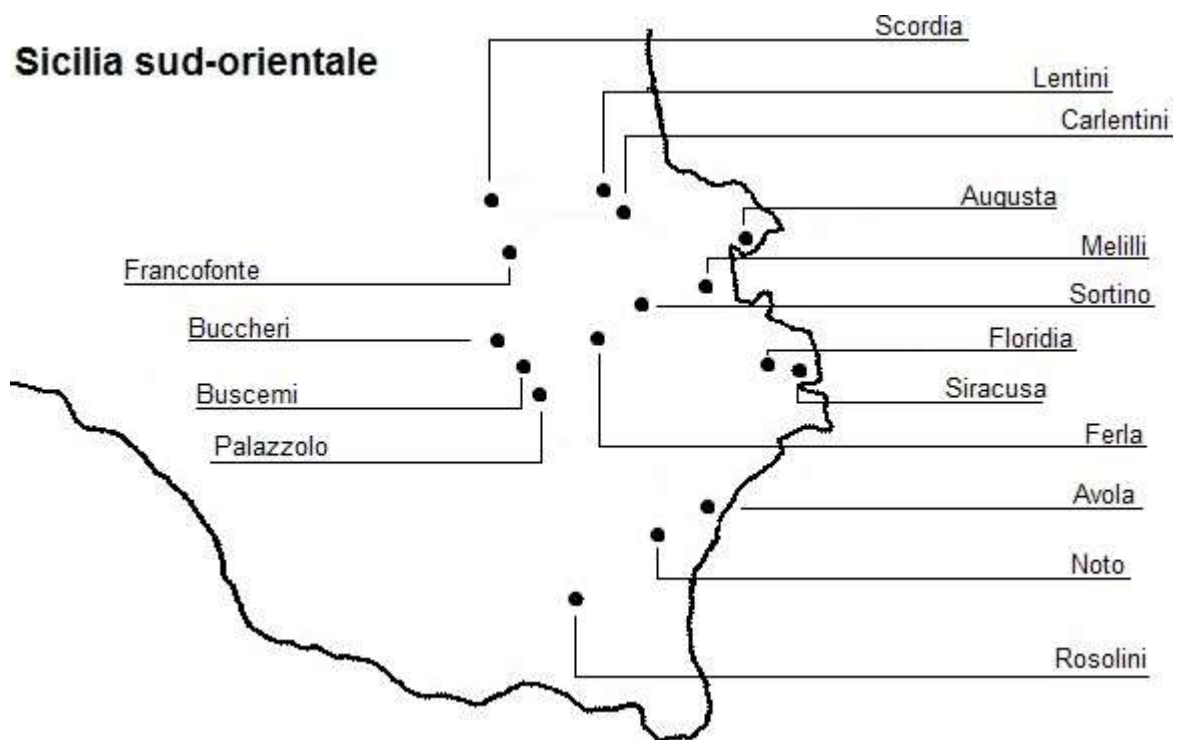 Scordia
Sicilia sud-orientale
Lentini
Carlentini
Augusta
Melilli
Francofonte
Sortino
Buccheri
Floridia
Buscemi
Siracusa
Palazzolo
Ferla
Avola
Noto
Rosolini